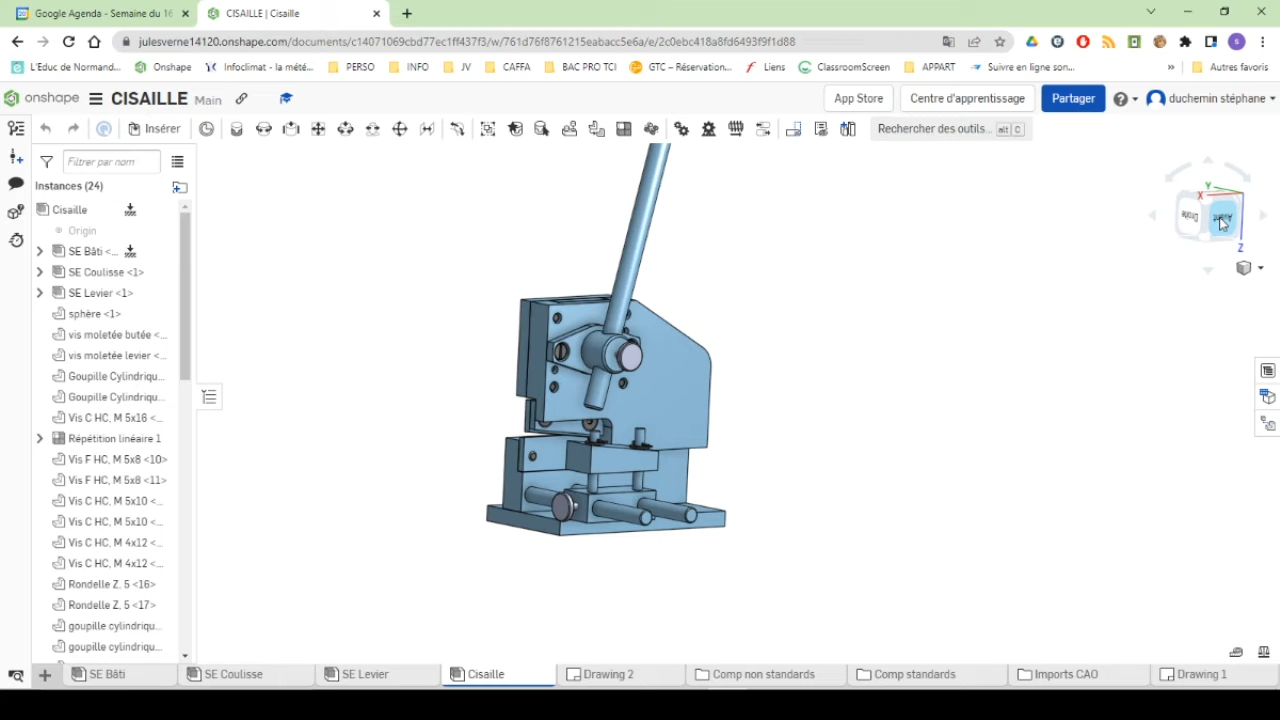 Google Agenda - Semaine du 16
CISAILLE | Cisaille
julesverne14120.onshape.com/documents/c14071069cbd77ec1ff437f3/w/761d76f8761215eabacc5e6a/e/2c0ebc418a8fd6493f9f1d88
L'Educ de Normand...
Onshape
Infoclimat - la mété...
PERSO
INFO
JV
CAFFA
BAC PRO TCI
GTC – Réservation...
Liens
ClassroomScreen
APPART
Suivre en ligne son...
»
Autres favoris
onshape
CISAILLE
Main
App Store
Centre d'apprentissage
Partager
duchemin stéphane
Insérer
Rechercher des outils...
alt C
Filtrer par nom
Instances (24)
Cisaille
Origin
SE Bâti <...
SE Coulisse <1>
SE Levier <1>
sphère <1>
vis moletée butée <...
vis moletée levier <...
Goupille Cylindriqu...
Goupille Cylindriqu...
Vis C HC, M 5x16 <...
Répétition linéaire 1
Vis F HC, M 5x8 <10>
Vis F HC, M 5x8 <11>
Vis C HC, M 5x10 <...
Vis C HC, M 5x10 <...
Vis C HC, M 4x12 <...
Vis C HC, M 4x12 <...
Rondelle Z, 5 <16>
Rondelle Z, 5 <17>
goupille cylindriqu...
goupille cylindriqu...
Y
X
Droite
Avant
Z
SE Bâti
SE Coulisse
SE Levier
Cisaille
Drawing 2
Comp non standards
Comp standards
Imports CAO
Drawing 1